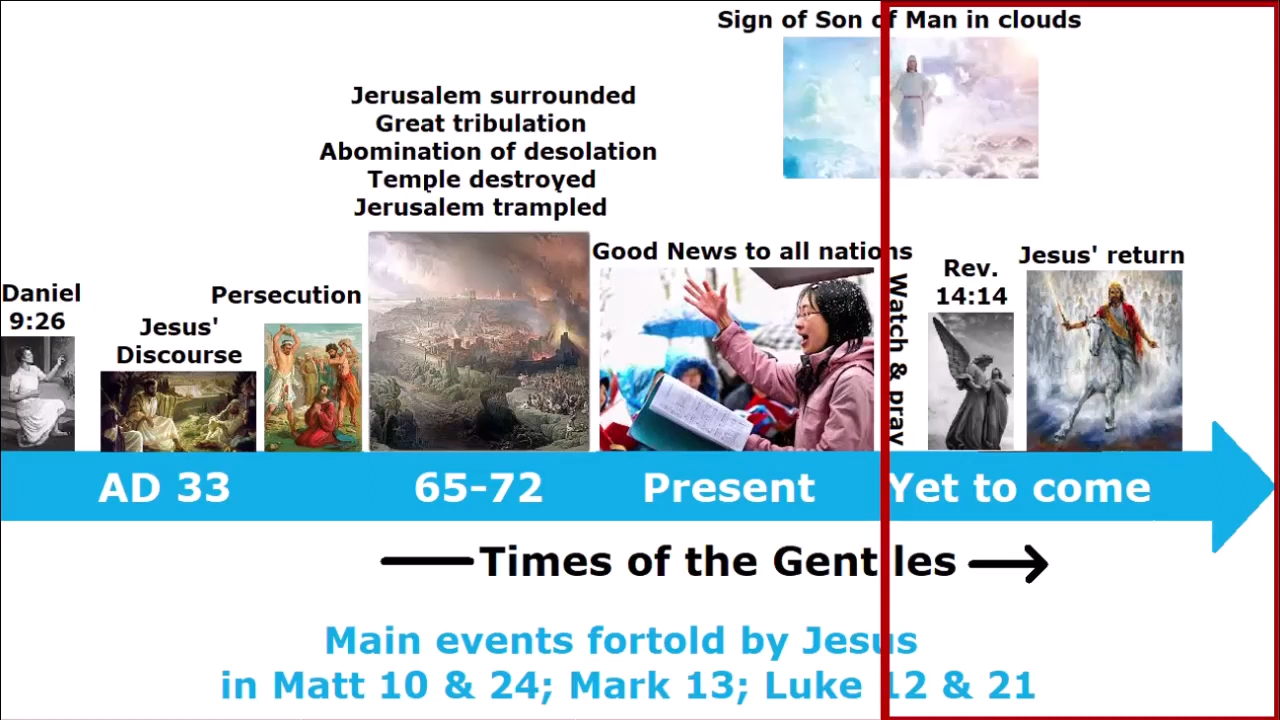 Sign of Son of Man in clouds
Jerusalem surrounded
Great tribulation
Abomination of desolation
Temple destroyed
Jerusalem trampled
Good News to all nations
Daniel
9:26
Jesus'
Discourse
Persecution
Watch & pray
Rev.
14:14
Jesus' return
AD 33
65-72
Present
Yet to come
Times of the Gentiles
Main events fortold by Jesus
in Matt 10 & 24; Mark 13; Luke 12 & 21